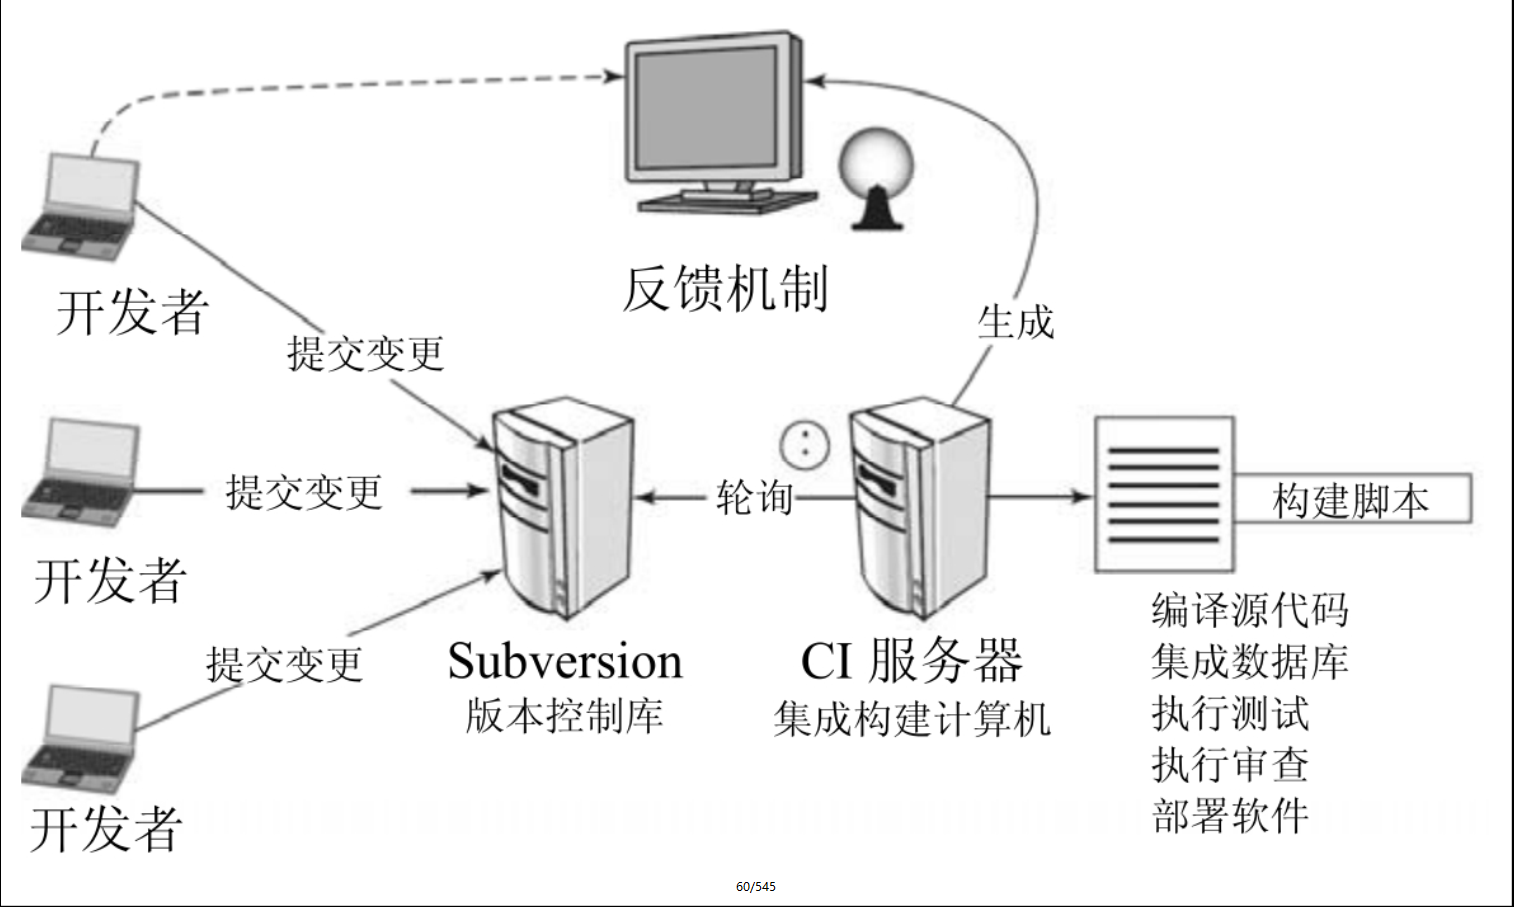 反馈机制
开发者
生成
提交变更
提交变更
轮询
构建脚本
开发者
编译源代码
提交变更
Subversion
CI 服务器
集成数据库
版本控制库
集成构建计算机
执行测试
执行审查
开发者
部署软件
60/545